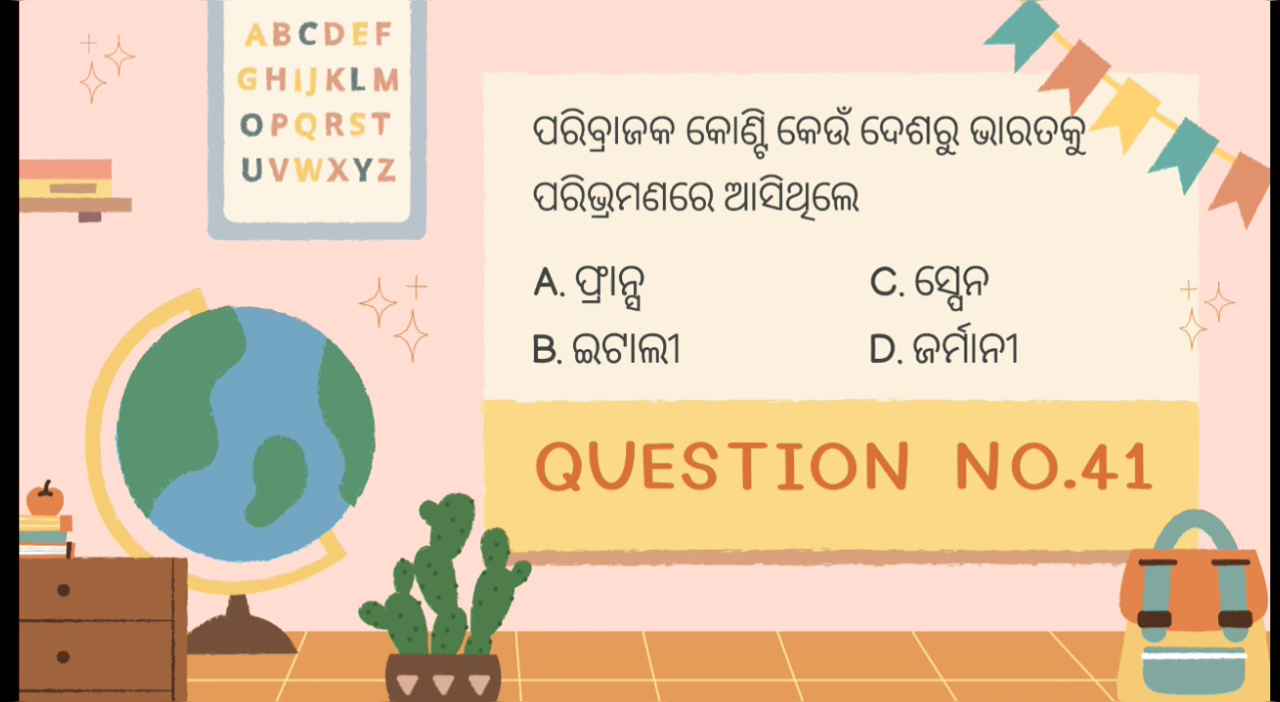 ABCDEF
GHIJKLM
OPQRST
UVWXYZ
ପରିବ୍ରାଜକ କୋଣ୍ଟି କେଉଁ ଦେଶରୁ ଭାରତକୁ
ପରିଭ୍ରମଣରେ ଆସିଥିଲେ
A. ଫ୍ରାନ୍ସ
B. ଇଟାଲୀ
C. ସ୍ପେନ
D. ଜର୍ମାନୀ
QUESTION NO.41